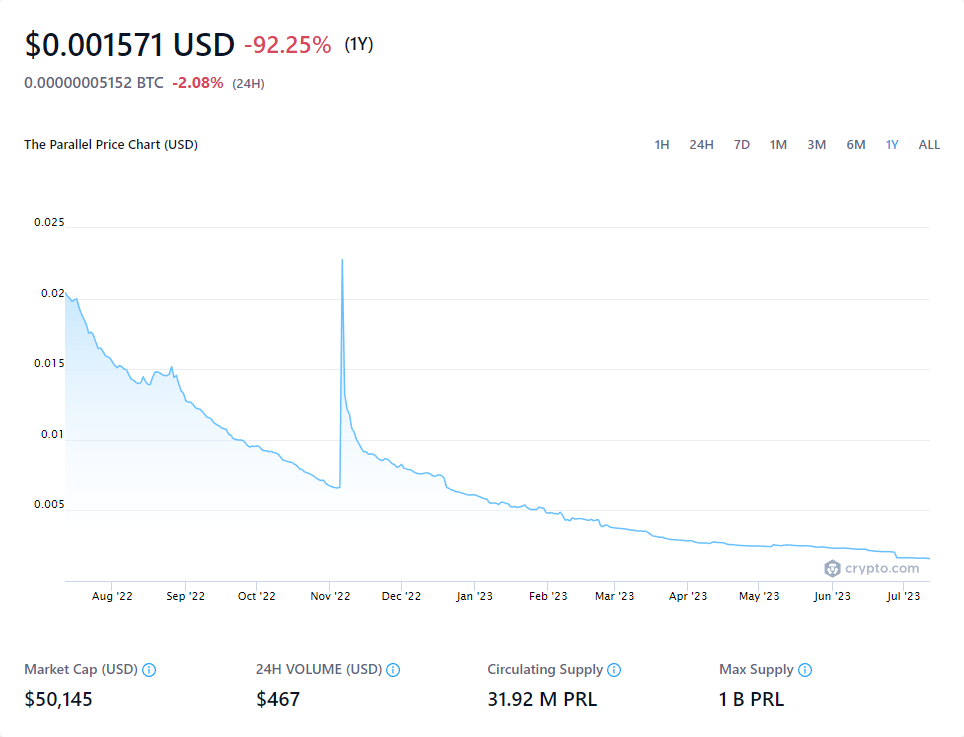 $0.001571 USD -92.25% (1Y)
0.00000005152 BTC -2.08% (24H)
The Parallel Price Chart (USD) 1H 24H 7D 1M 3M 6M 1Y ALL
0.025
0.02
0.015
0.01
0.005
crypto.com
Aug '22 Sep '22 Oct '22 Nov '22 Dec '22 Jan '23 Feb '23 Mar '23 Apr '23 May '23 Jun '23 Jul '23
Market Cap (USD) 24H VOLUME (USD) Circulating Supply Max Supply
$50,145 $467 31.92 M PRL 1 B PRL